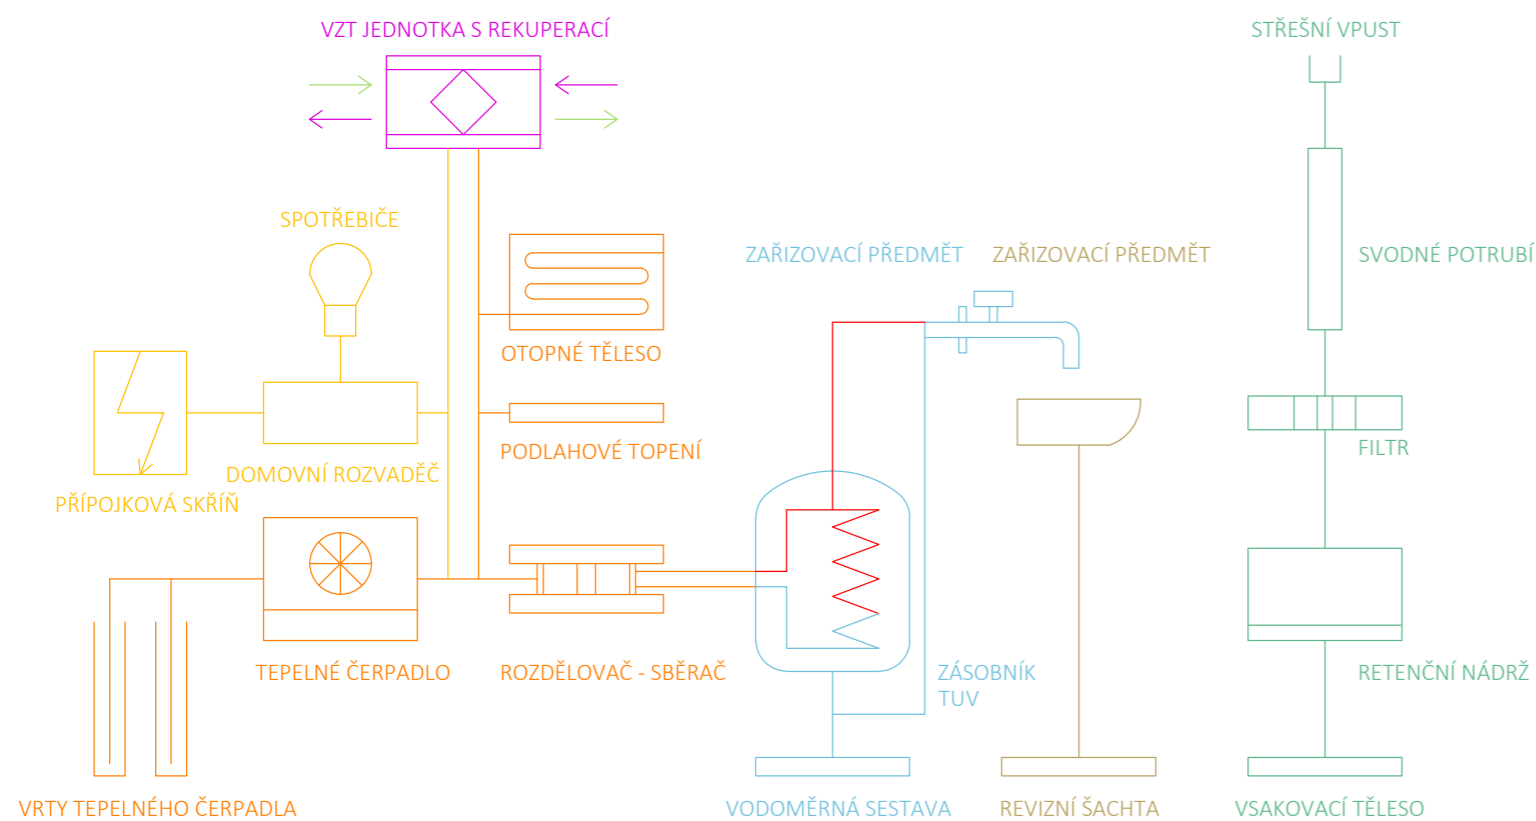 VZT JEDNOTKA S REKUPERACÍ
STŘEŠNÍ VPUST
SPOTŘEBIČE
ZAŘIZOVACÍ PŘEDMĚT
ZAŘIZOVACÍ PŘEDMĚT
SVODNÉ POTRUBÍ
OTOPNÉ TĚLESO
PODLAHOVÉ TOPENÍ
FILTR
DOMOVNÍ ROZVADĚČ
PŘÍPOJKOVÁ SKŘÍŇ
TEPELNÉ ČERPADLO
ROZDĚLOVAČ - SBĚRAČ
ZÁSOBNÍK
TUV
RETENČNÍ NÁDRŽ
VRTY TEPELNÉHO ČERPADLA
VODOMĚRNÁ SESTAVA
REVIZNÍ ŠACHTA
VSAKOVACÍ TĚLESO